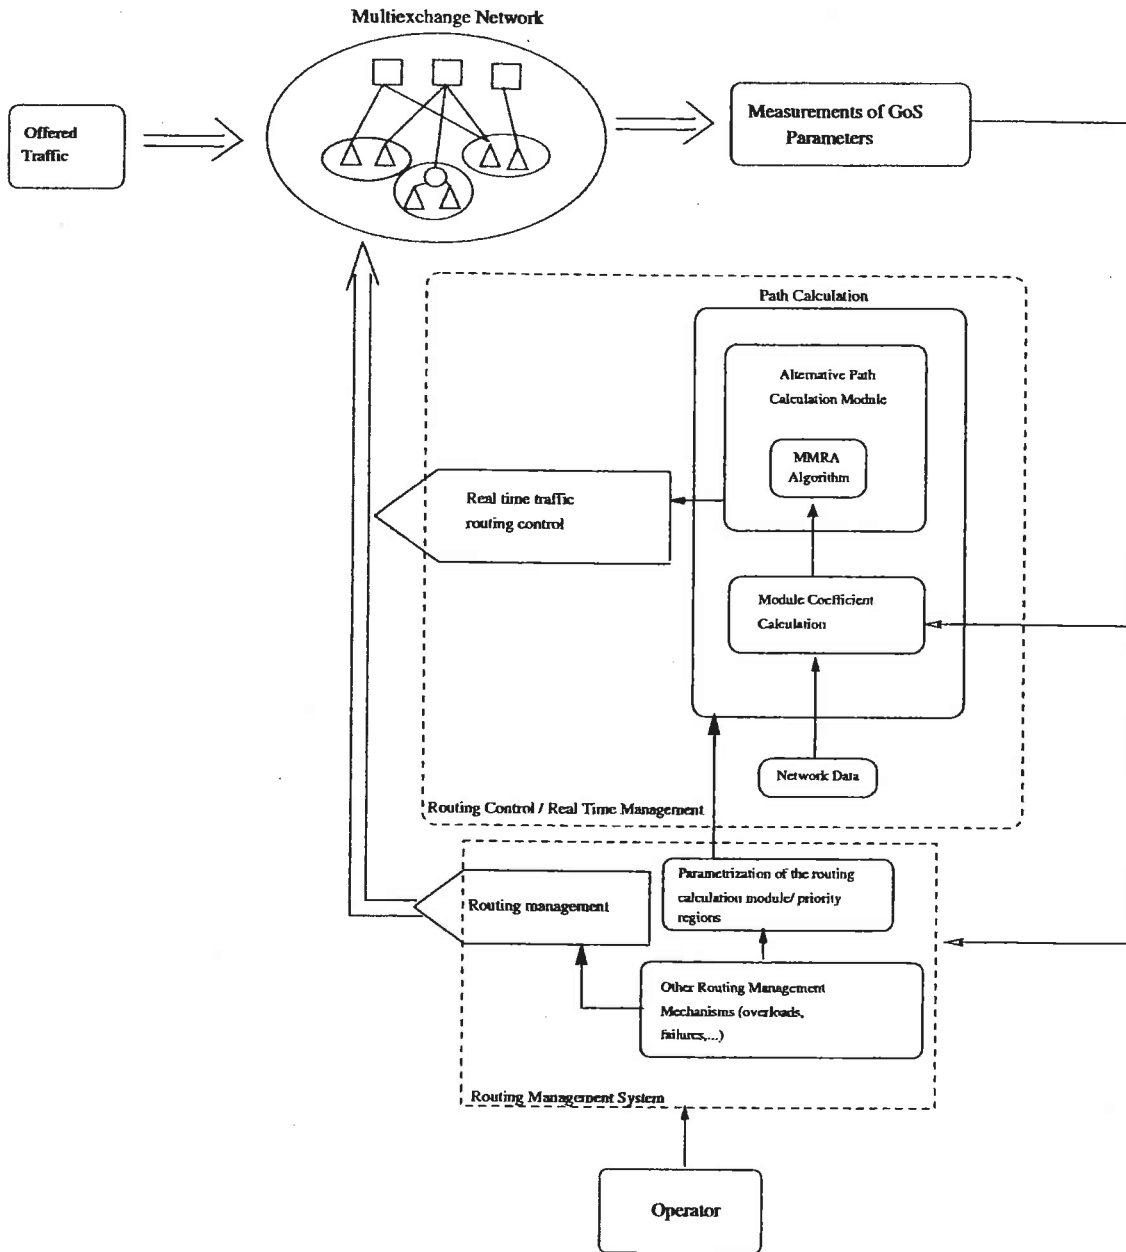 Multiexchange Network
Offered
Traffic
Measurements of GoS
Parameters
Path Calculation
Alternative Path
Calculation Module
MMRA
Algorithm
Real time traffic
routing control
Module Coefficient
Calculation
Network Data
Routing Control / Real Time Management
Parametrization of the routing
calculation module/ priority
regions
Routing management
Other Routing Management
Mechanisms (overloads,
failures,...)
Routing Management System
Operator